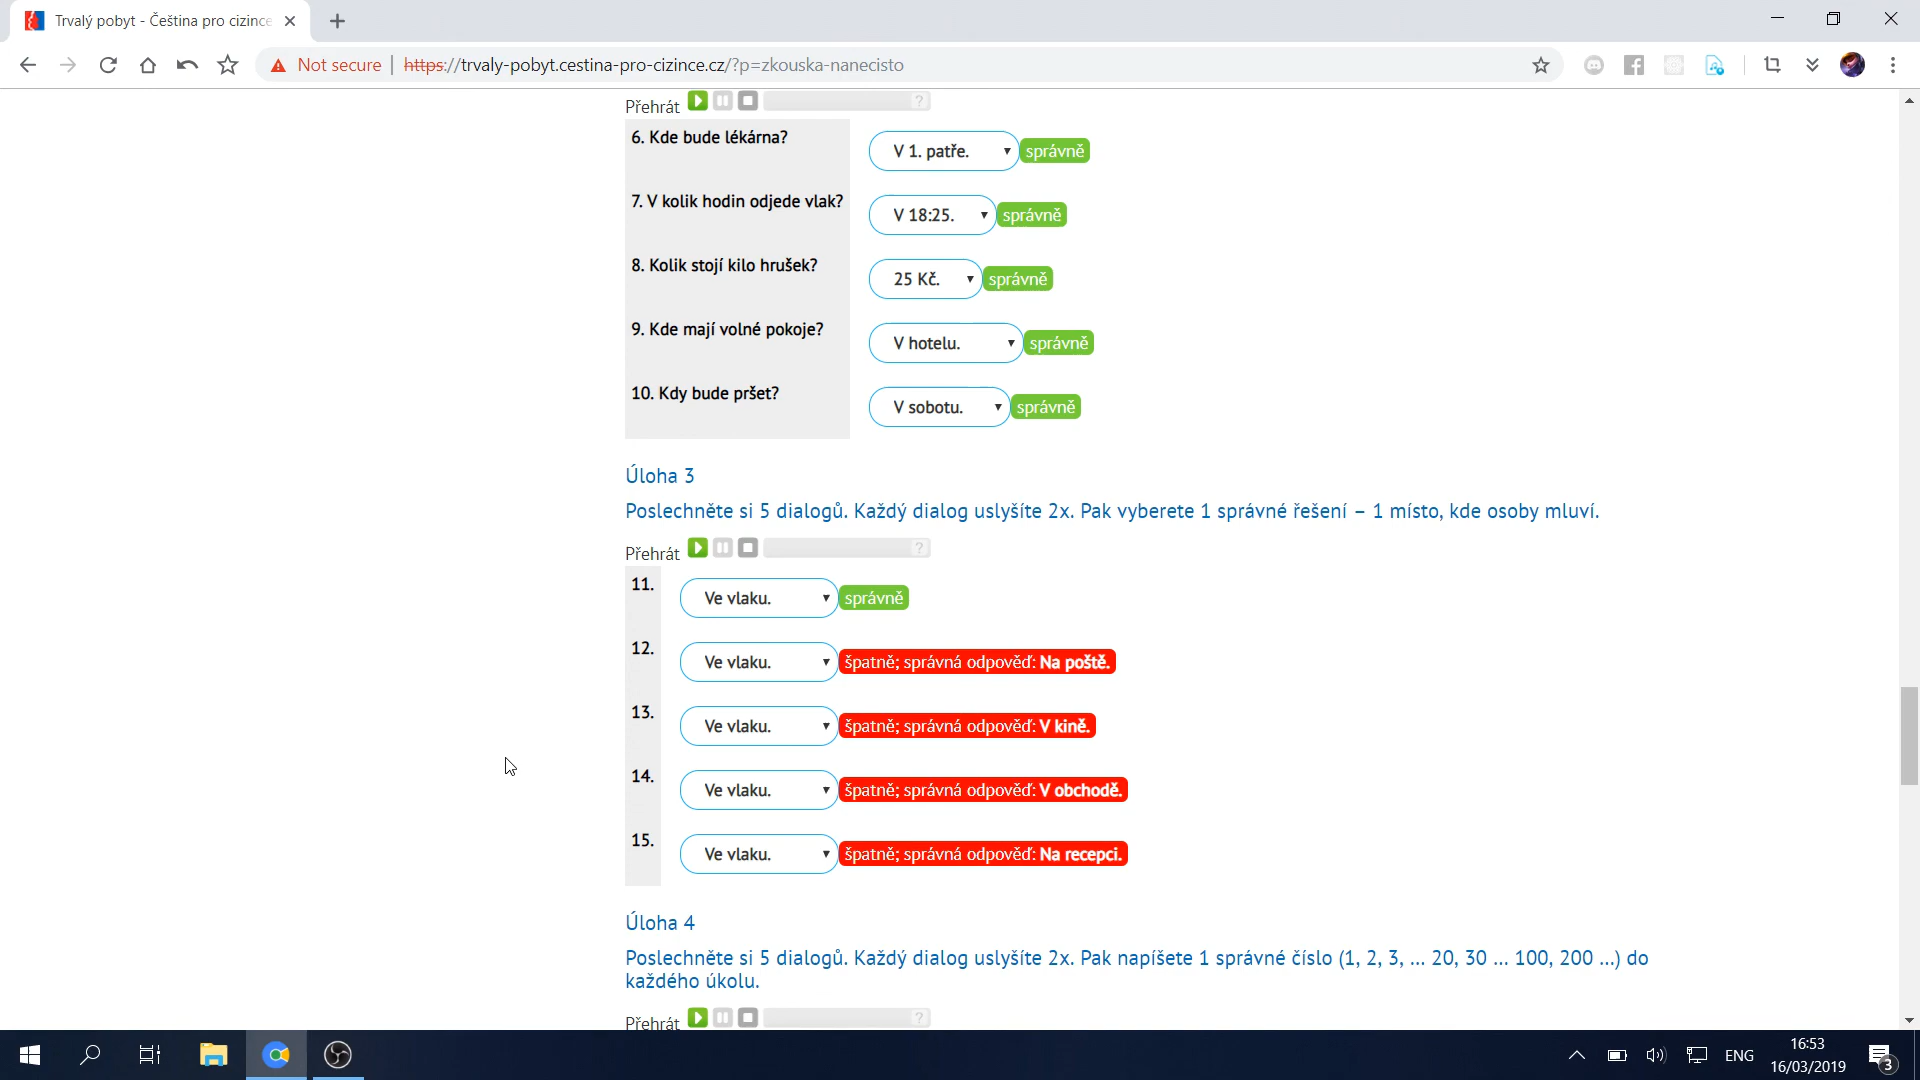 Trvalý pobyt - Čeština pro cizince
Not secure | https://trvaly-pobyt.cestina-pro-cizince.cz/?p=zkouska-nanecisto
Přehrát ?
6. Kde bude lékárna? V 1. patře. správně
7. V kolik hodin odjede vlak? V 18:25. správně
8. Kolik stojí kilo hrušek? 25 Kč. správně
9. Kde mají volné pokoje? V hotelu. správně
10. Kdy bude pršet? V sobotu. správně
Úloha 3
Poslechněte si 5 dialogů. Každý dialog uslyšíte 2x. Pak vyberete 1 správné řešení – 1 místo, kde osoby mluví.
Přehrát ?
11. Ve vlaku. správně
12. Ve vlaku. špatně; správná odpověď: Na poště.
13. Ve vlaku. špatně; správná odpověď: V kině.
14. Ve vlaku. špatně; správná odpověď: V obchodě.
15. Ve vlaku. špatně; správná odpověď: Na recepci.
Úloha 4
Poslechněte si 5 dialogů. Každý dialog uslyšíte 2x. Pak napíšete 1 správné číslo (1, 2, 3, ... 20, 30 ... 100, 200 ...) do
každého úkolu.
Přehrát ?
ENG
16:53
16/03/2019
3